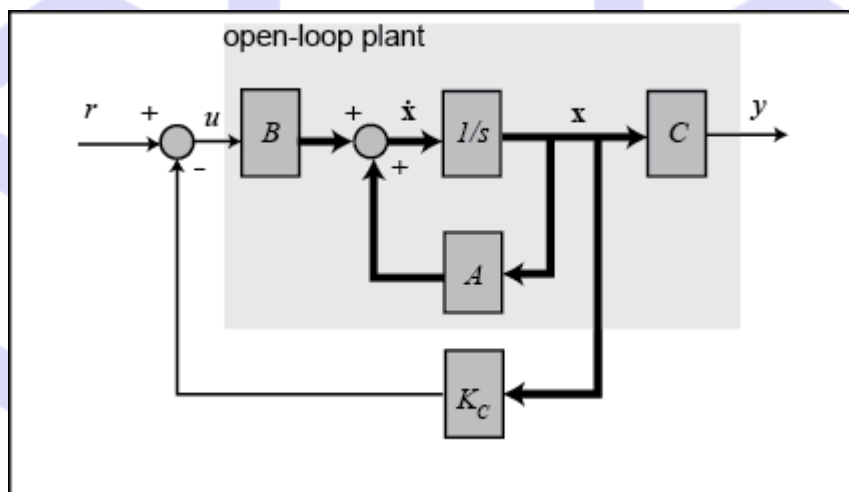 open-loop plant
r + - u B + + ẋ 1/s x C y
A
K_C